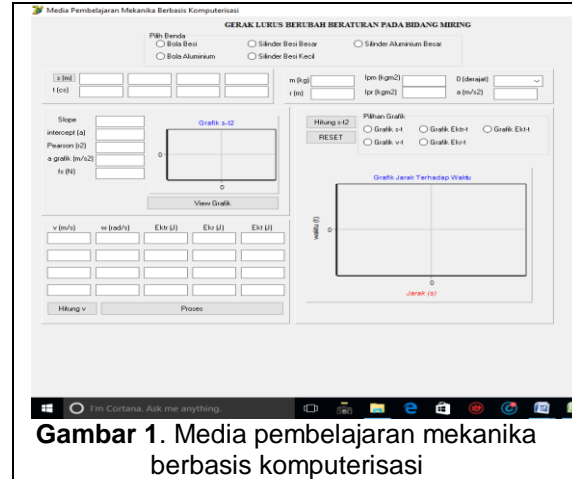 Media Pembelajaran Mekanika Berbasis Komputerisasi
GERAK LURUS BERUBAH BERATURAN PADA BIDANG MIRING
Pilih Benda
Bola Besi Silinder Besi Besar Silinder Aluminium Besar
Bola Aluminium Silinder Besi Kecil
s (m)
t (cs)
m (kg) Ipm (kgm2) D (derajat)
r (m) Ipr (kgm2) a (m/s2)
Slope
intercept (a)
Pearson (r2)
a grafik (m/s2)
fs (N)
Grafik s-t2
0
0
View Grafik
Hitung s-t2
RESET
Pilihan Grafik
Grafik s-t Grafik Ektr-t Grafik Ekt-t
Grafik v-t Grafik Ekr-t
Grafik Jarak Terhadap Waktu
waktu (t)
0
0
Jarak (s)
v (m/s) w (rad/s) Ektr (J) Ekr (J) Ekt (J)
Hitung v Proses
I'm Cortana. Ask me anything.
Gambar 1. Media pembelajaran mekanika
berbasis komputerisasi